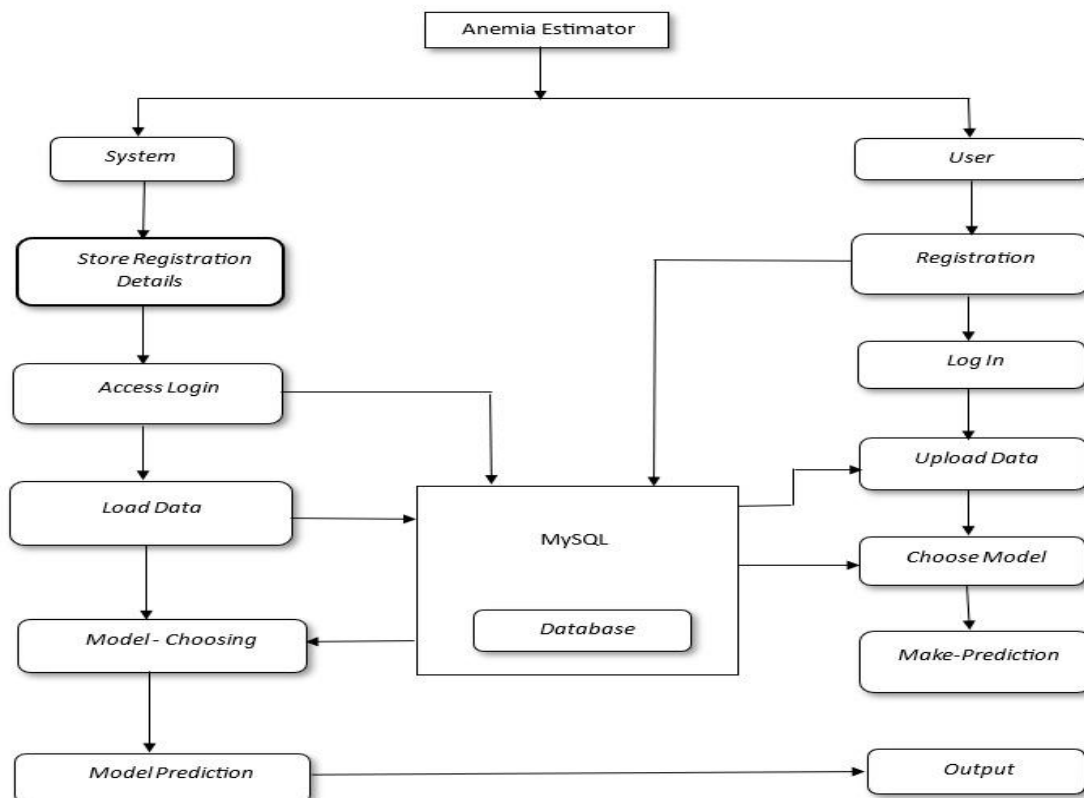 Anemia Estimator
System
User
Store Registration
Details
Registration
Access Login
Log In
Load Data
Upload Data
MySQL
Choose Model
Database
Model - Choosing
Make-Prediction
Model Prediction
Output